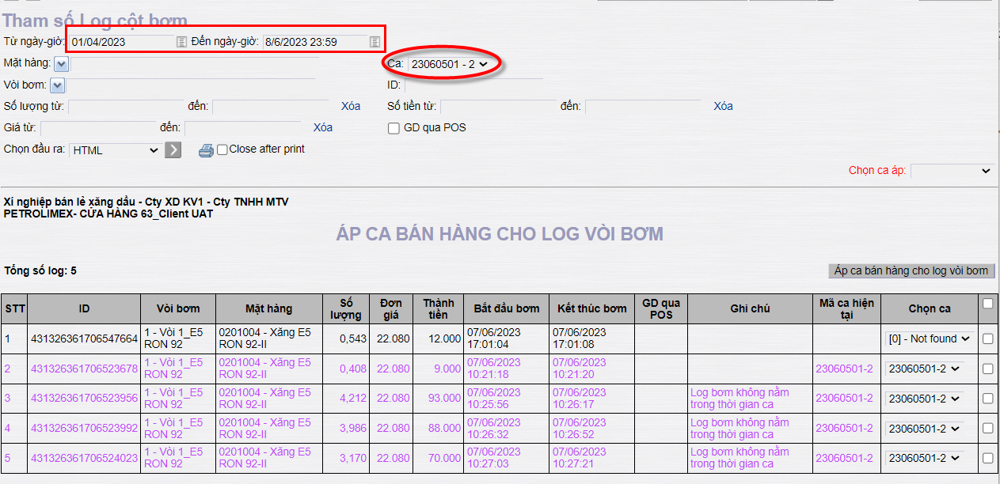 Tham số Log cột bơm
Từ ngày-giờ: 01/04/2023 Đến ngày-giờ: 8/6/2023 23:59
Mặt hàng: Ca: 23060501 - 2
Vòi bơm: ID:
Số lượng từ: đến: Xóa Số tiền từ: đến: Xóa
Giá từ: đến: Xóa GD qua POS
Chọn đầu ra: HTML Close after print
Chọn ca áp:
Xí nghiệp bán lẻ xăng dầu - Cty XD KV1 - Cty TNHH MTV
PETROLIMEX- CỬA HÀNG 63_Client UAT
ÁP CA BÁN HÀNG CHO LOG VÒI BƠM
Tổng số log: 5 Áp ca bán hàng cho log vòi bơm
STT ID Vòi bơm Mặt hàng Số lượng Đơn giá Thành tiền Bắt đầu bơm Kết thúc bơm GD qua POS Ghi chú Mã ca hiện tại Chọn ca
1 431326361706547664 1 - Vòi 1_E5 RON 92 0201004 - Xăng E5 RON 92-II 0,543 22.080 12.000 07/06/2023 17:01:04 07/06/2023 17:01:08 [0] - Not found
2 431326361706523678 1 - Vòi 1_E5 RON 92 0201004 - Xăng E5 RON 92-II 0,408 22.080 9.000 07/06/2023 10:21:18 07/06/2023 10:21:20 23060501-2 23060501-2
3 431326361706523956 1 - Vòi 1_E5 RON 92 0201004 - Xăng E5 RON 92-II 4,212 22.080 93.000 07/06/2023 10:25:56 07/06/2023 10:26:17 Log bơm không nằm trong thời gian ca 23060501-2 23060501-2
4 431326361706523992 1 - Vòi 1_E5 RON 92 0201004 - Xăng E5 RON 92-II 3,986 22.080 88.000 07/06/2023 10:26:32 07/06/2023 10:26:52 Log bơm không nằm trong thời gian ca 23060501-2 23060501-2
5 431326361706524023 1 - Vòi 1_E5 RON 92 0201004 - Xăng E5 RON 92-II 3,170 22.080 70.000 07/06/2023 10:27:03 07/06/2023 10:27:21 Log bơm không nằm trong thời gian ca 23060501-2 23060501-2